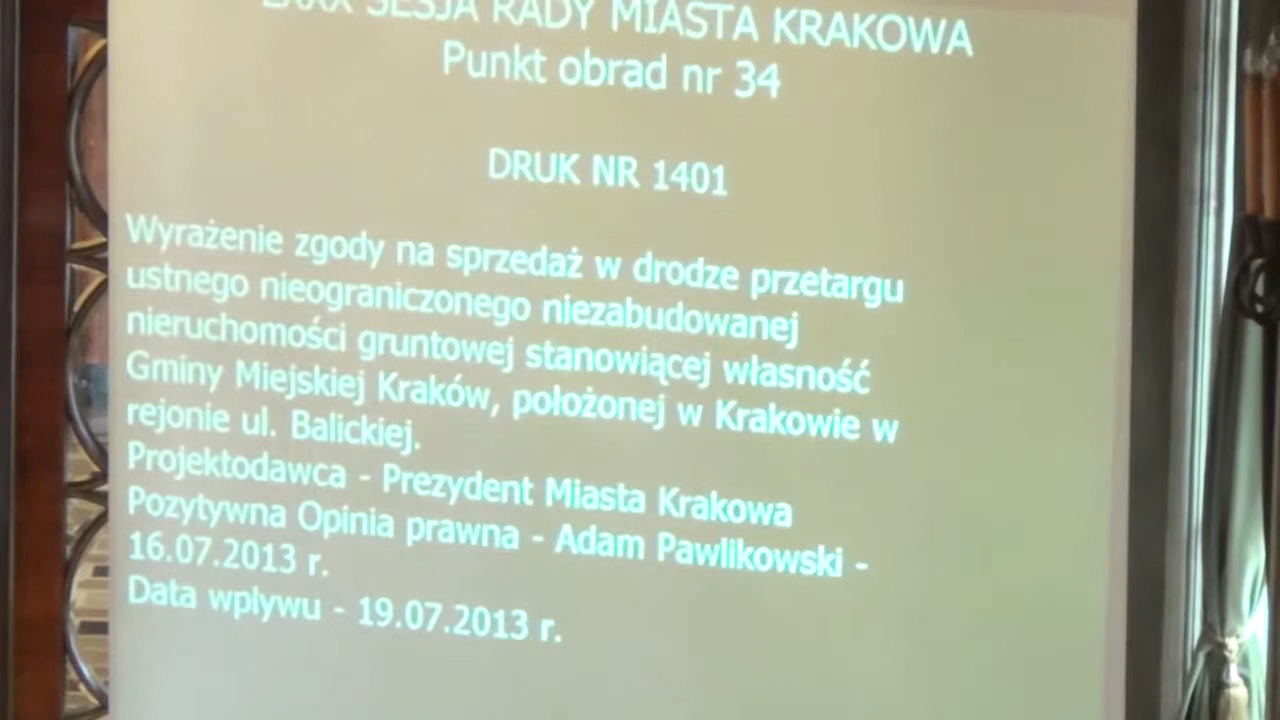 SESJA RADY MIASTA KRAKOWA
Punkt obrad nr 34
DRUK NR 1401
Wyrażenie zgody na sprzedaż w drodze przetargu
ustnego nieograniczonego niezabudowanej
nieruchomości gruntowej stanowiącej własność
Gminy Miejskiej Kraków, położonej w Krakowie w
rejonie ul. Balickiej.
Projektodawca - Prezydent Miasta Krakowa
Pozytywna Opinia prawna - Adam Pawlikowski -
16.07.2013 r.
Data wpływu - 19.07.2013 r.